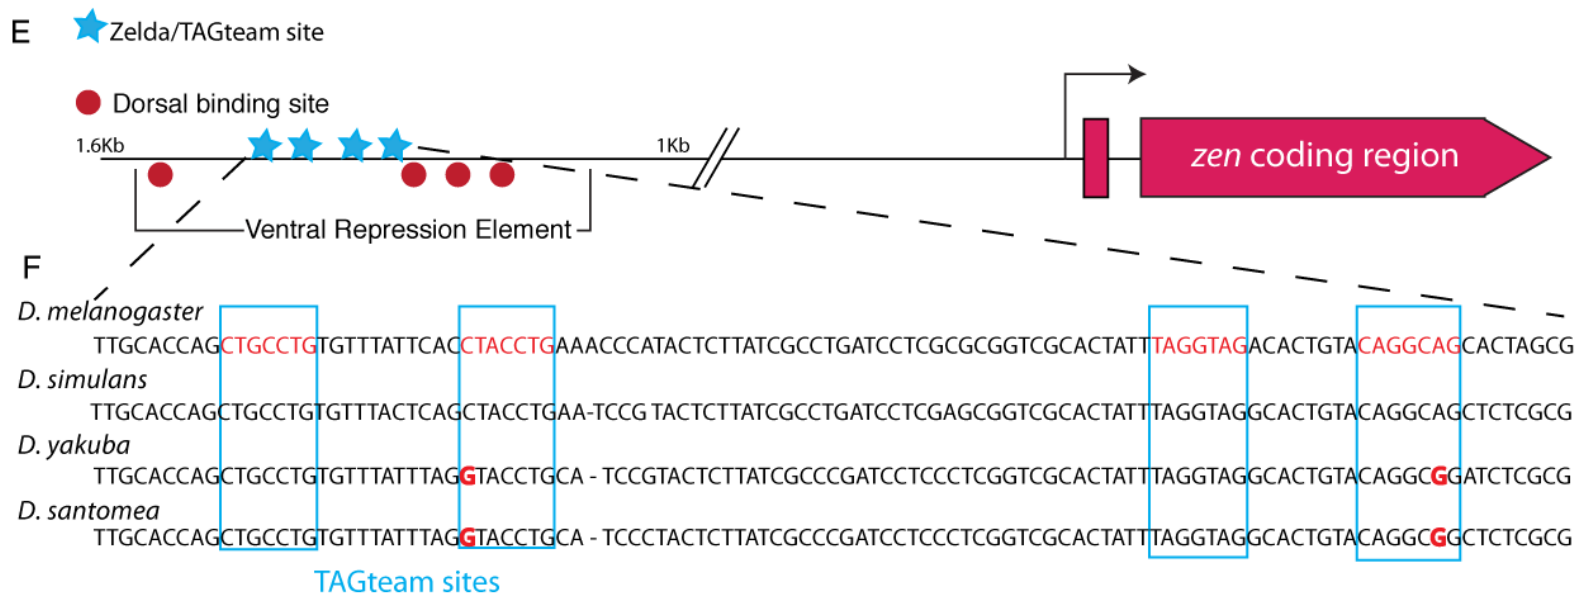 E
Zelda/TAGteam site
Dorsal binding site
1.6Kb
1Kb
zen coding region
Ventral Repression Element
F
D. melanogaster
TTGCACCAGCTGCCTGTGTTTATTCACCTACCTGAAACCCATACTCTTATCGCCTGATCCTCGCGCGGTCGCACTATTTAGGTAGACACTGTACAGGCAGCACTAGCG
D. simulans
TTGCACCAGCTGCCTGTGTTTACTCAGCTACCTGAA-TCCG TACTCTTATCGCCTGATCCTCGAGCGGTCGCACTATTTAGGTAGGCACTGTACAGGCAGCTCTCGCG
D. yakuba
TTGCACCAGCTGCCTGTGTTTATTTAGGTACCTGCA - TCCGTACTCTTATCGCCCGATCCTCCCTCGGTCGCACTATTTAGGTAGGCACTGTACAGGCGGATCTCGCG
D. santomea
TTGCACCAGCTGCCTGTGTTTATTTAGGTACCTGCA - TCCCTACTCTTATCGCCCGATCCTCCCTCGGTCGCACTATTTAGGTAGGCACTGTACAGGCGGCTCTCGCG
TAGteam sites